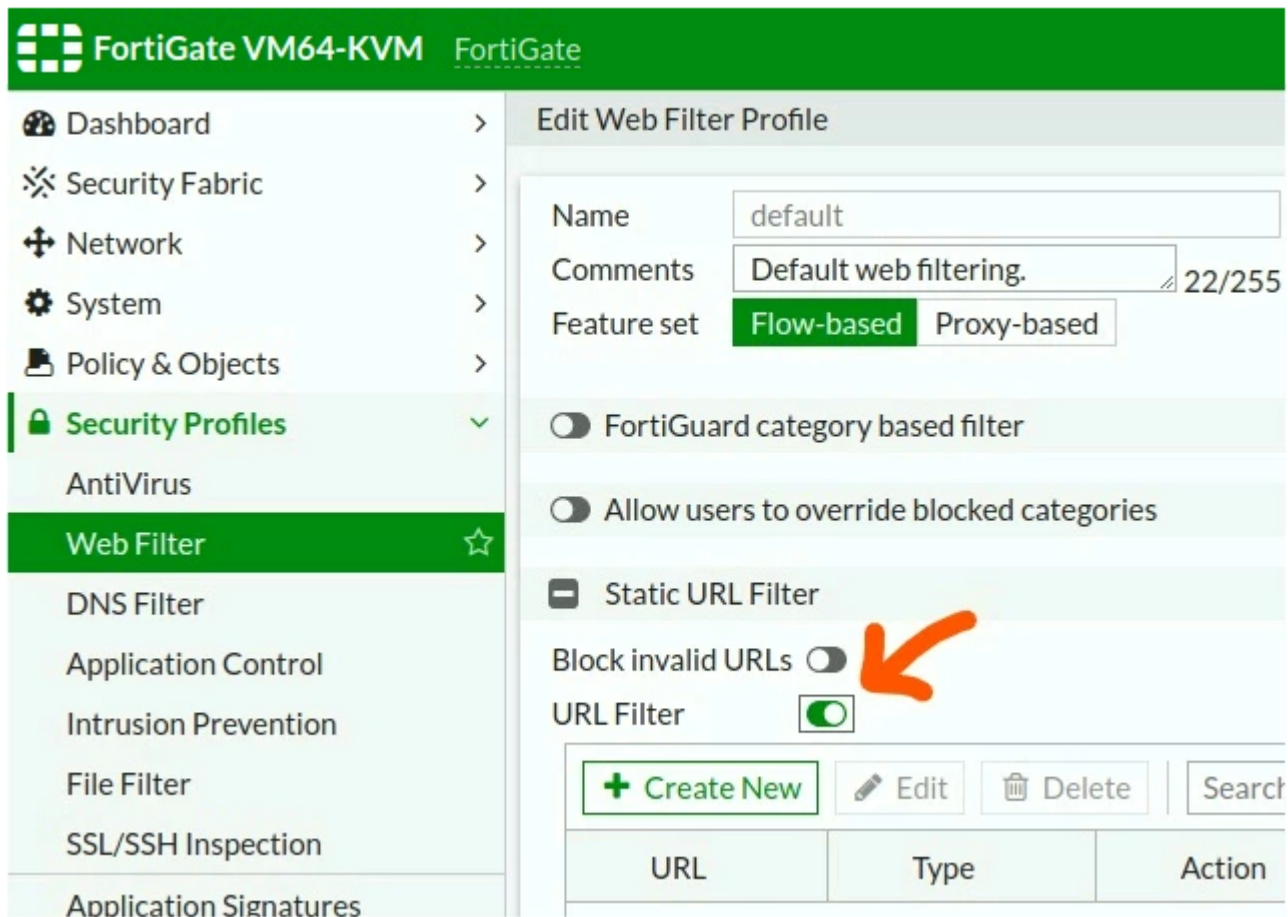 FortiGate VM64-KVM FortiGate
Dashboard
Security Fabric
Network
System
Policy & Objects
Security Profiles
AntiVirus
Web Filter
DNS Filter
Application Control
Intrusion Prevention
File Filter
SSL/SSH Inspection
Application Signatures
Edit Web Filter Profile
Name default
Comments Default web filtering. 22/255
Feature set Flow-based Proxy-based
FortiGuard category based filter
Allow users to override blocked categories
Static URL Filter
Block invalid URLs
URL Filter
+ Create New Edit Delete Search
URL Type Action